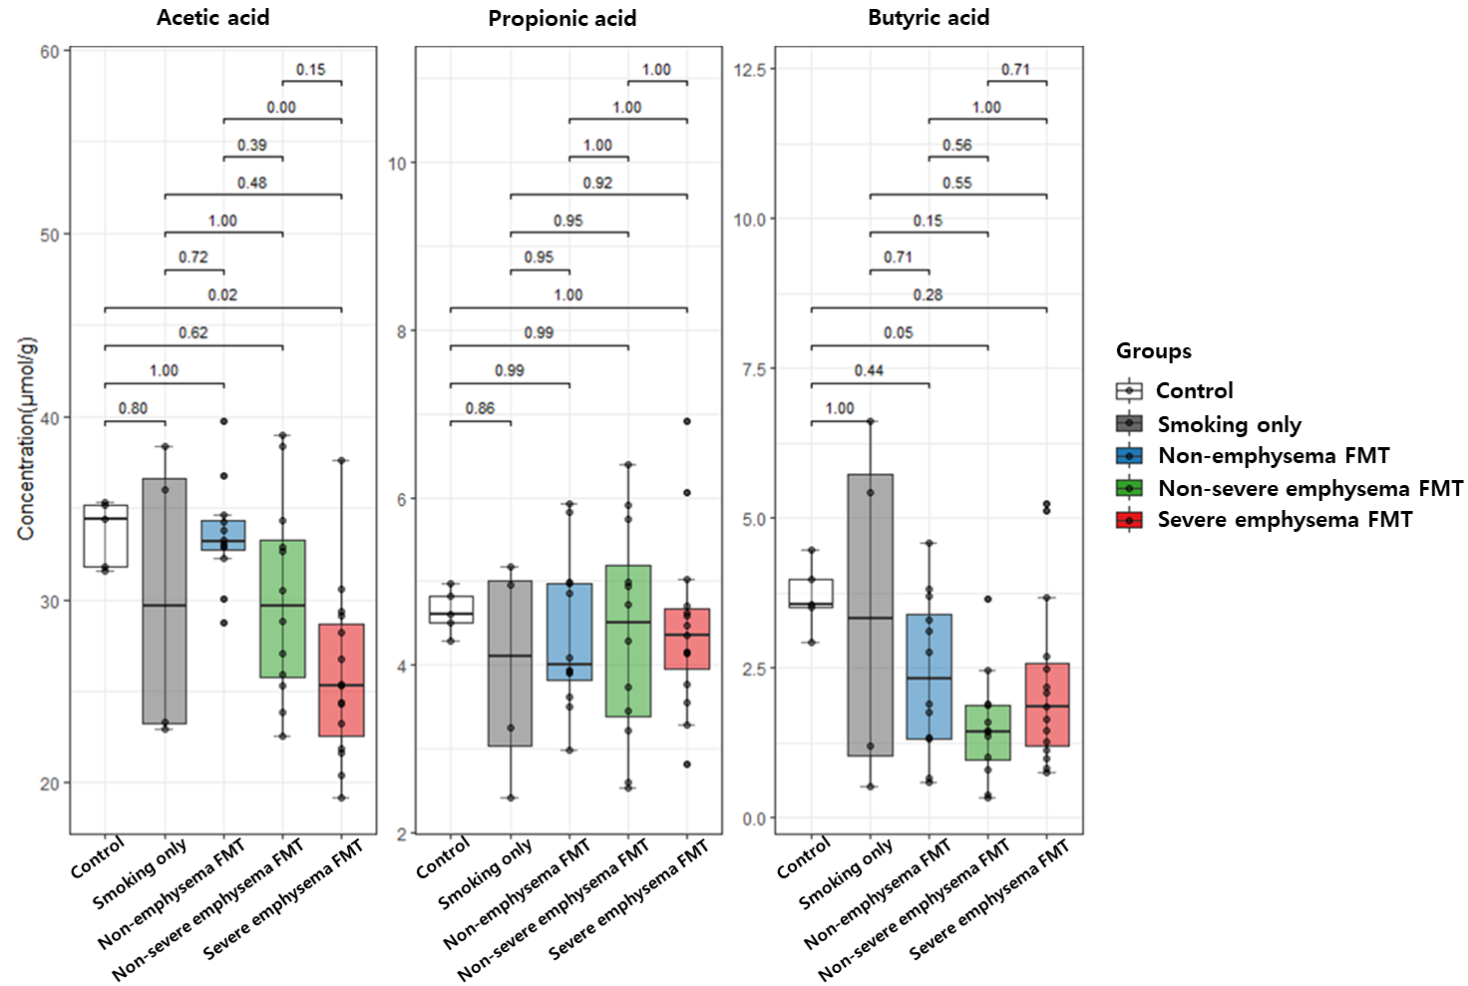 Acetic acid
Propionic acid
Butyric acid
Concentration(μmol/g)
60
50
40
30
20
0.15
0.00
0.39
0.48
1.00
0.72
0.02
0.62
1.00
0.80
Control
Smoking only
Non-emphysema FMT
Non-severe emphysema FMT
Severe emphysema FMT
10
8
6
4
2
1.00
1.00
1.00
0.92
0.95
0.95
1.00
0.99
0.99
0.86
Control
Smoking only
Non-emphysema FMT
Non-severe emphysema FMT
Severe emphysema FMT
12.5
10.0
7.5
5.0
2.5
0.0
0.71
1.00
0.56
0.55
0.15
0.71
0.28
0.05
0.44
1.00
Control
Smoking only
Non-emphysema FMT
Non-severe emphysema FMT
Severe emphysema FMT
Groups
Control
Smoking only
Non-emphysema FMT
Non-severe emphysema FMT
Severe emphysema FMT